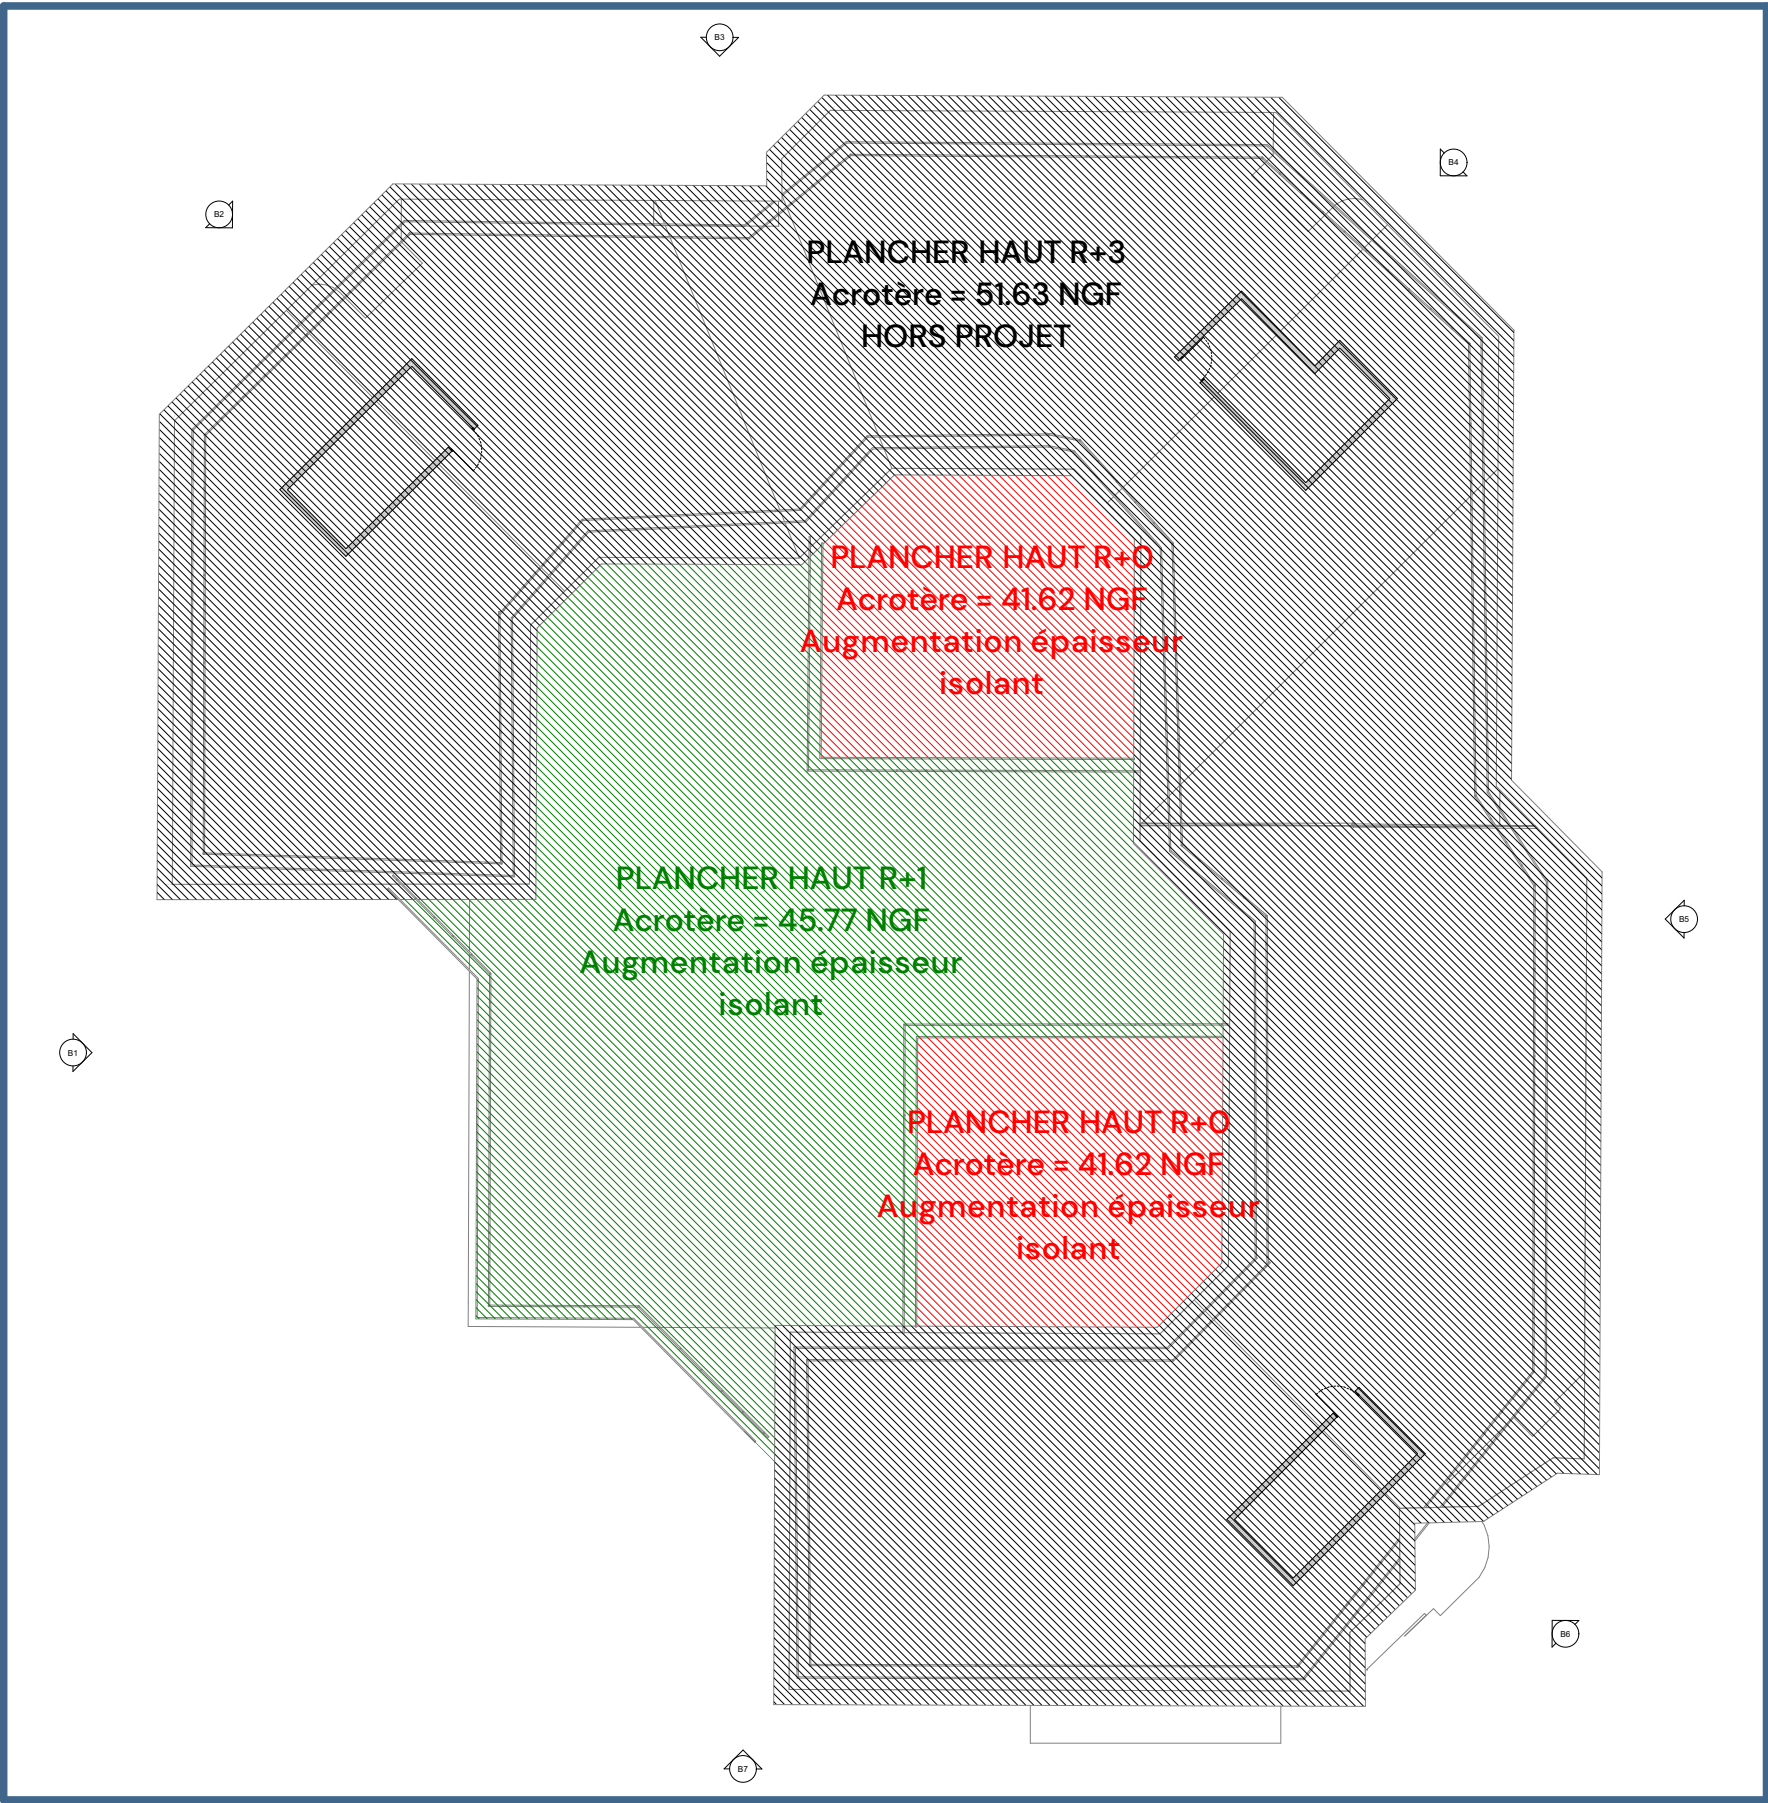 B3
B4
B2
PLANCHER HAUT R+3
Acrotère = 51.63 NGF
HORS PROJET
PLANCHER HAUT R+0
Acrotère = 41.62 NGF
Augmentation épaisseur
isolant
PLANCHER HAUT R+1
Acrotère = 45.77 NGF
Augmentation épaisseur
isolant
B5
B1
PLANCHER HAUT R+0
Acrotère = 41.62 NGF
Augmentation épaisseur
isolant
B6
B7